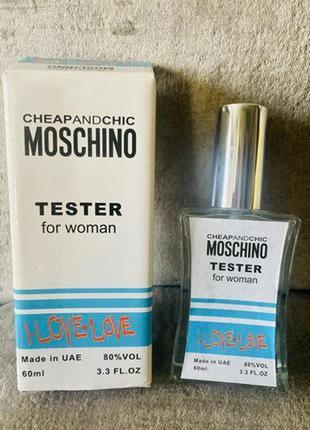 CHEAPANDCHIC
MOSCHINO
TESTER
for woman
I-LOVE-LOVE
Made in UAE 80%VOL
60ml 3.3 FL.OZ
CHEAPANDCHIC
MOSCHINO
TESTER
for woman
I-LOVE-LOVE
Made in UAE 80%VOL
60ml 3.3 FL.OZ